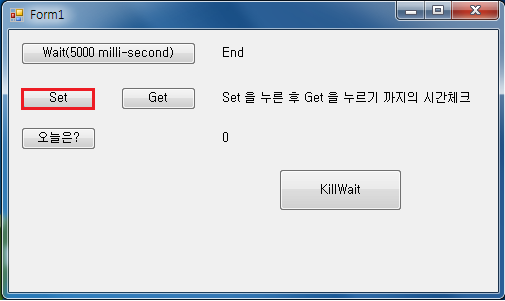 Form1
Wait(5000 milli-second)
End
Set
Get
Set 을 누른 후 Get 을 누르기 까지의 시간체크
오늘은?
0
KillWait